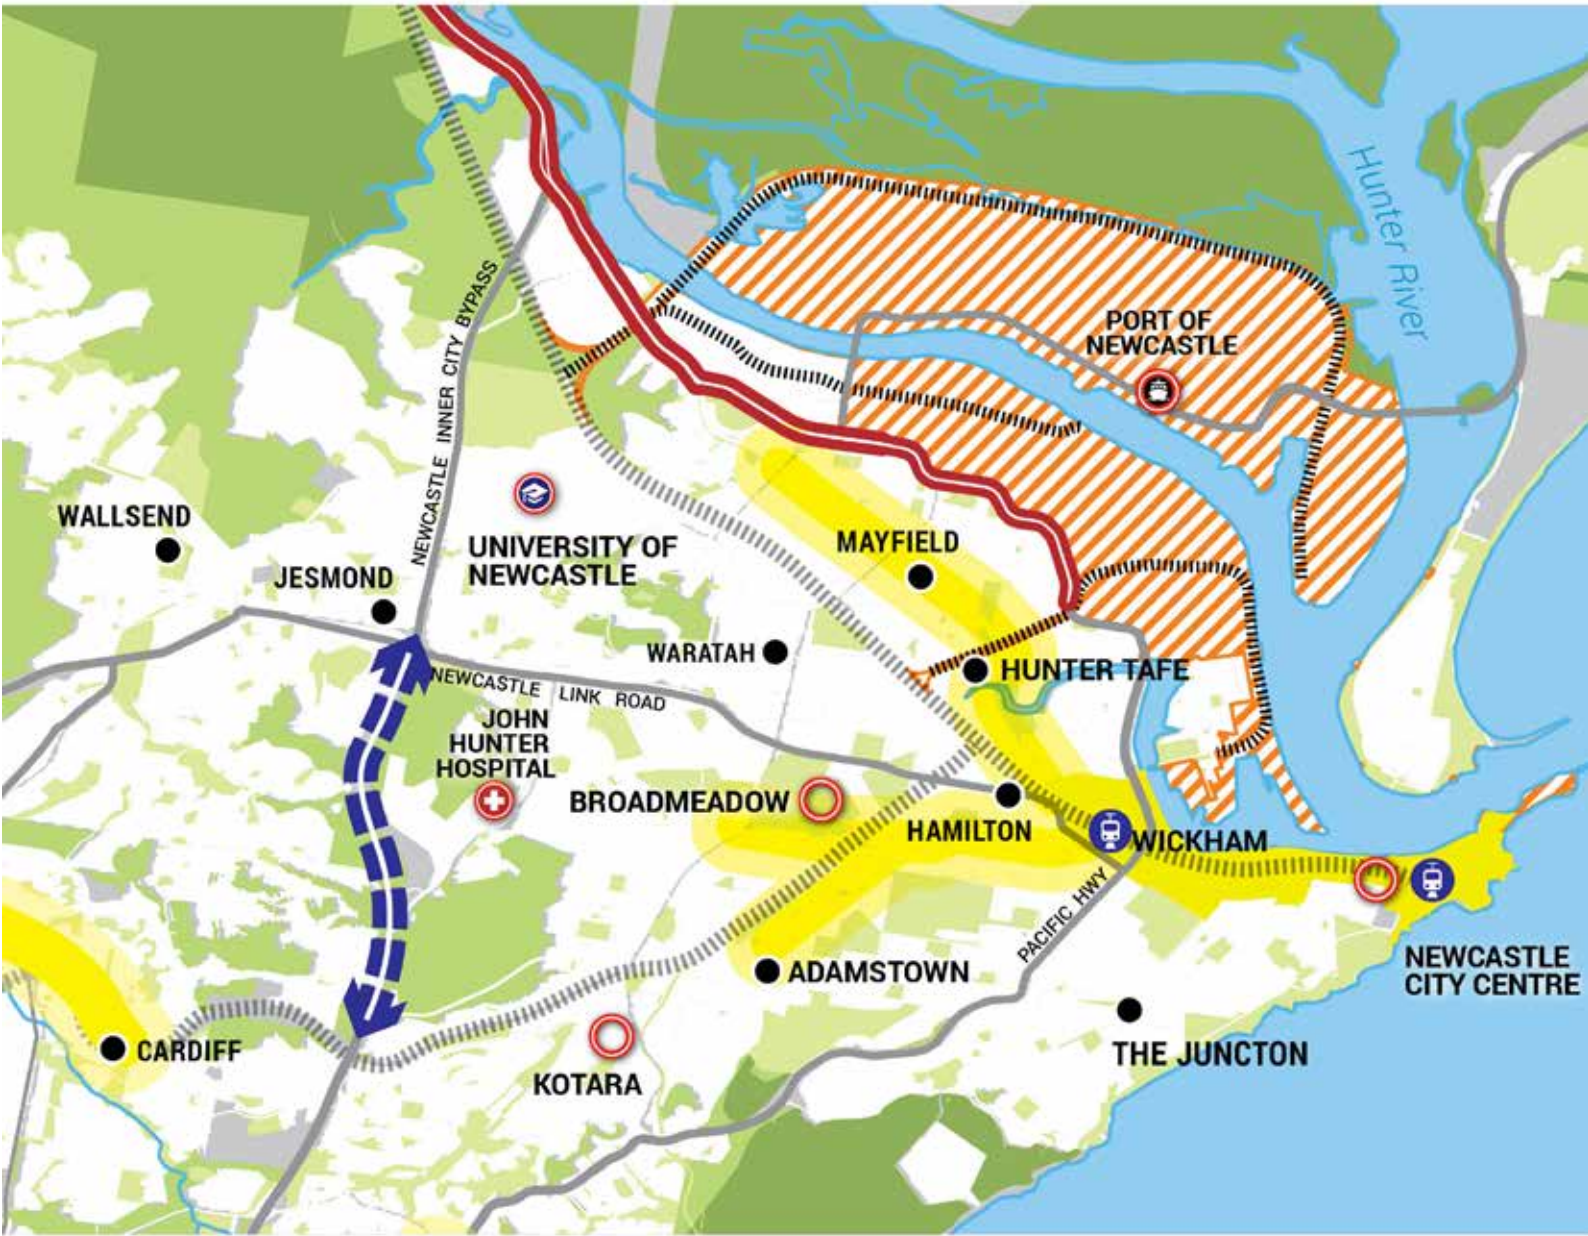 Hunter River
PORT OF
NEWCASTLE
NEWCASTLE INNER CITY BYPASS
WALLSEND
JESMOND
UNIVERSITY OF
NEWCASTLE
MAYFIELD
WARATAH
HUNTER TAFE
NEWCASTLE LINK ROAD
JOHN
HUNTER
HOSPITAL
BROADMEADOW
HAMILTON
WICKHAM
PACIFIC HWY
ADAMSTOWN
NEWCASTLE
CITY CENTRE
CARDIFF
KOTARA
THE JUNCTON